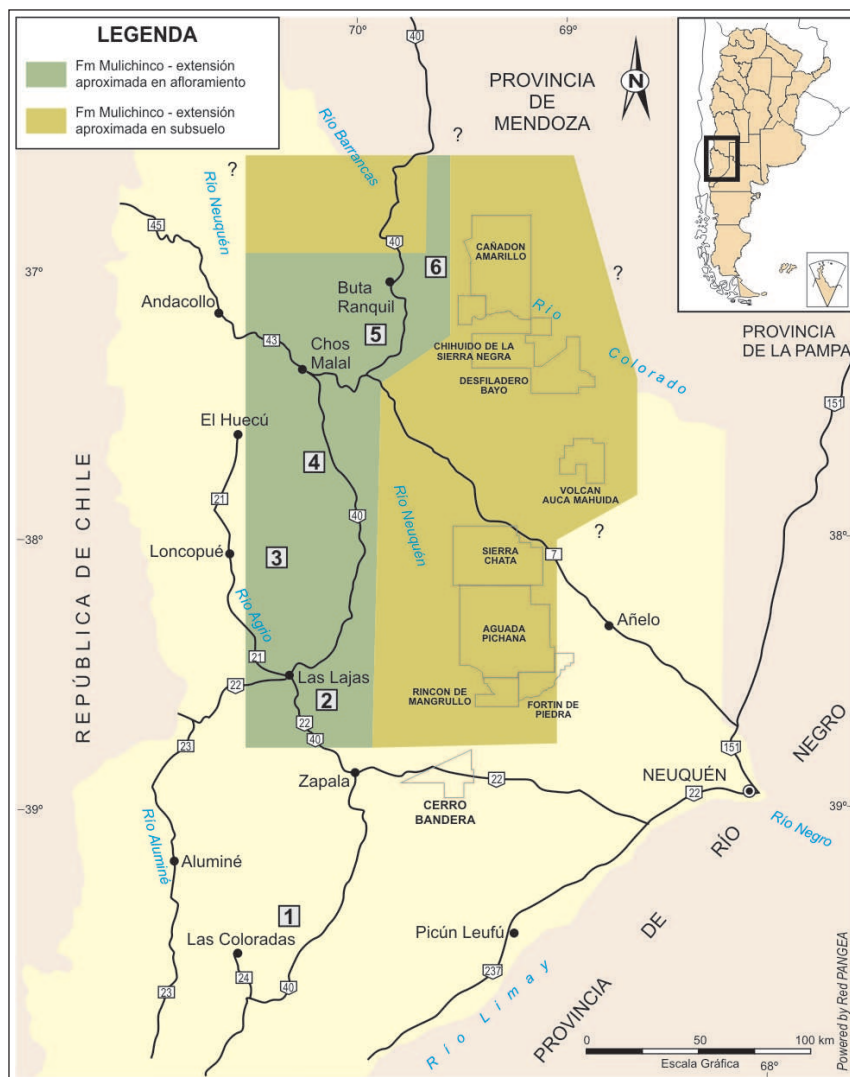 LEGENDA
Fm Mulichinco - extensión
aproximada en afloramiento
Fm Mulichinco - extensión
aproximada en subsuelo
70º
69º
40
N
PROVINCIA
DE
MENDOZA
Río Barrancas
?
?
Río Neuquén
45
40
37º
CAÑADON
AMARILLO
?
6
Buta
Ranquil
Andacollo
Río
Colorado
5
43
Chos
Malal
CHIHUIDO DE LA
SIERRA NEGRA
DESFILADERO
BAYO
PROVINCIA
DE LA PAMPA
151
El Huecú
4
REPÚBLICA DE CHILE
21
40
Río Neuquén
VOLCAN
AUCA MAHUIDA
?
38º
38º
Loncopué
3
SIERRA
CHATA
7
Río Agrio
AGUADA
PICHANA
Añelo
21
22
Las Lajas
2
RINCON DE
MANGRULLO
FORTIN DE
PIEDRA
22
23
40
151
NEGRO
Zapala
22
NEUQUÉN
22
39º
39º
CERRO
BANDERA
Río Negro
RÍO
Río Aluminé
Aluminé
1
Las Coloradas
Picún Leufú
DE
24
23
40
237
Río Limay
PROVINCIA
0
50
100 km
Escala Gráfica
68º
Powered by Red PANGEA